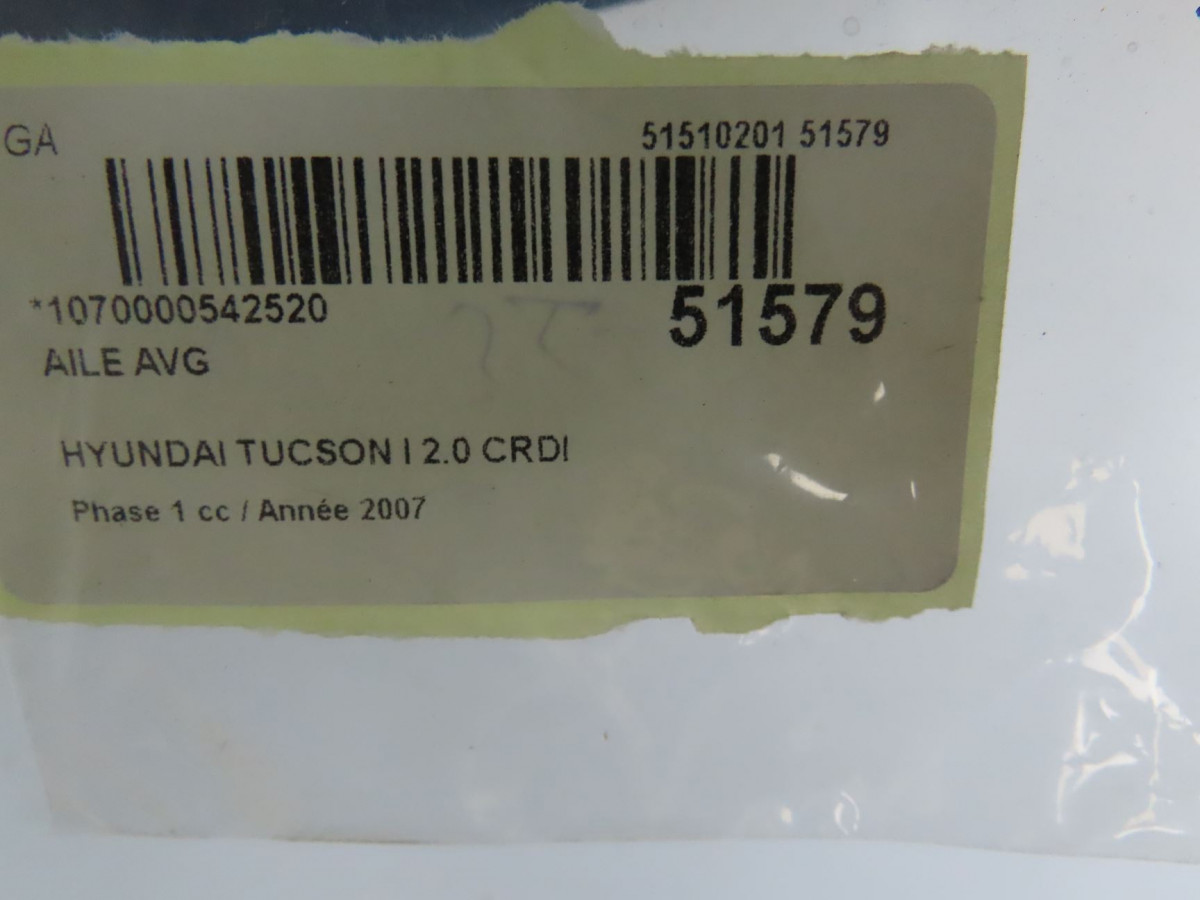 GA
51510201 51579
*1070000542520
51579
AILE AVG
HYUNDAI TUCSON I 2.0 CRDI
Phase 1 cc / Année 2007